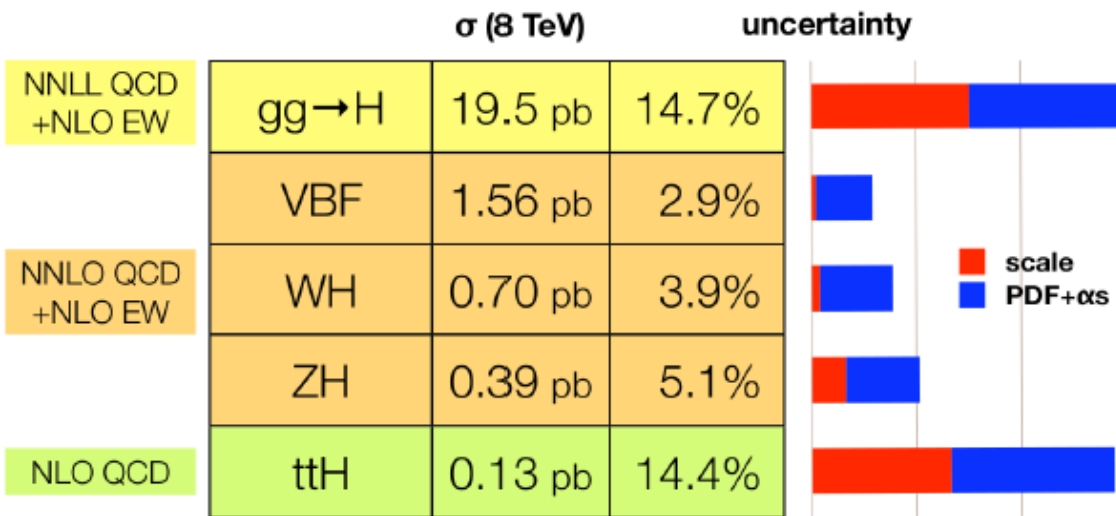 σ (8 TeV) uncertainty
NNLL QCD
+NLO EW
gg→H 19.5 pb 14.7%
VBF 1.56 pb 2.9%
NNLO QCD
+NLO EW
WH 0.70 pb 3.9%
scale
PDF+αs
ZH 0.39 pb 5.1%
NLO QCD ttH 0.13 pb 14.4%